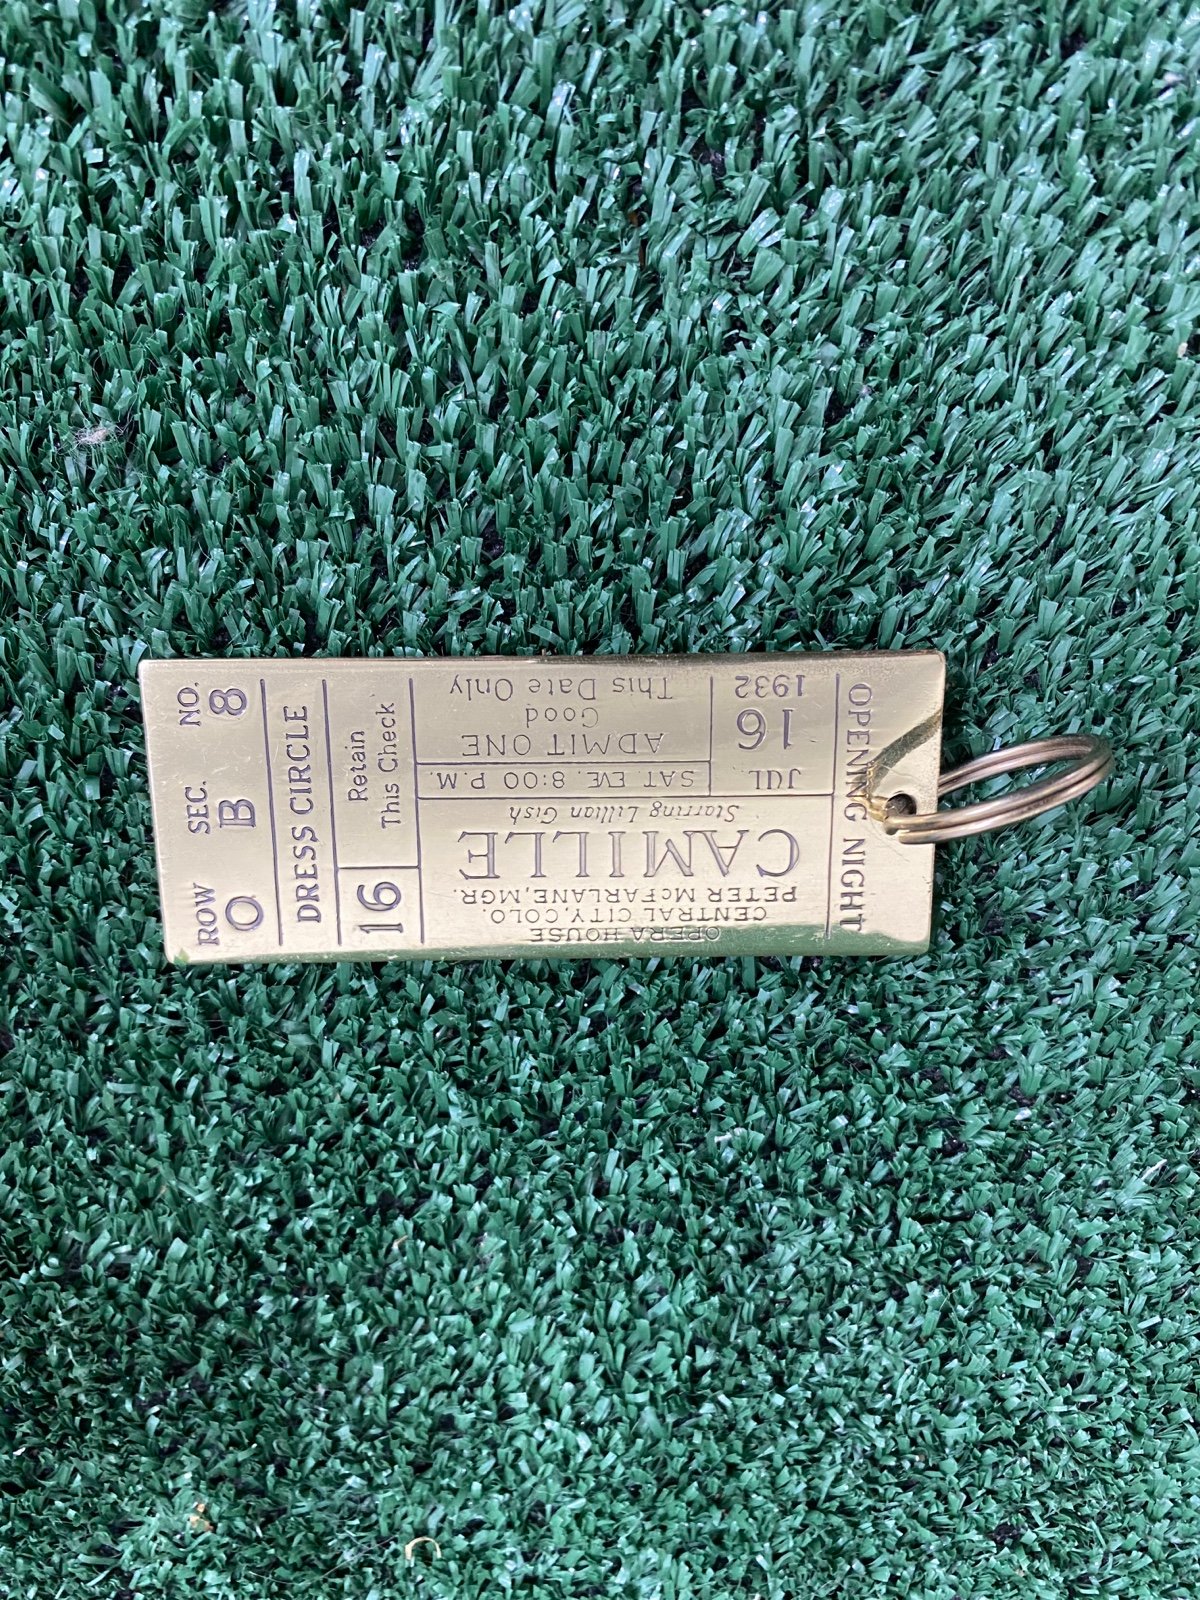 OPERA HOUSE
CENTRAL CITY, COLO.
PETER McFARLANE, MGR.
CAMILLE
Starring Lillian Gish
SAT. EVE. 8:00 P.M.
ADMIT ONE
Good
This Date Only
JUL
16
1932
OPENING NIGHT
16
Retain
This Check
DRESS CIRCLE
ROW SEC. NO.
O B 8